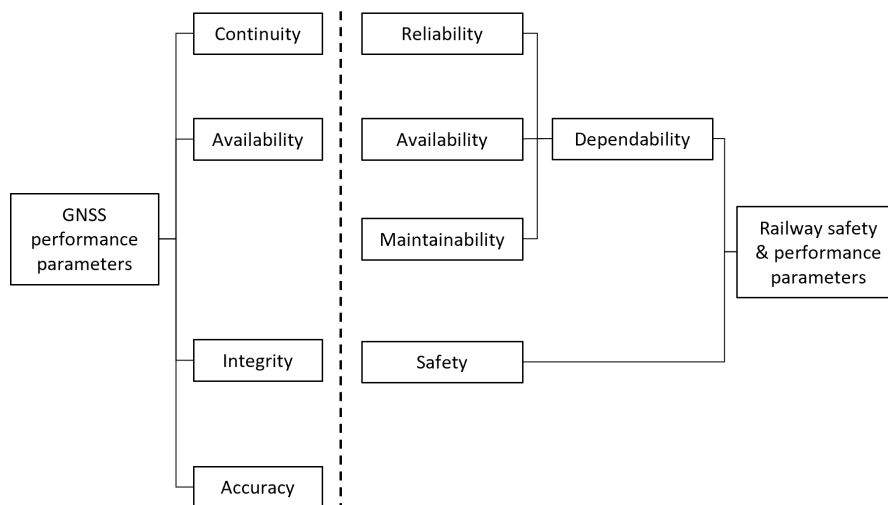 Continuity
Reliability
Availability
Availability
Dependability
GNSS
performance
parameters
Maintainability
Railway safety
& performance
parameters
Integrity
Safety
Accuracy